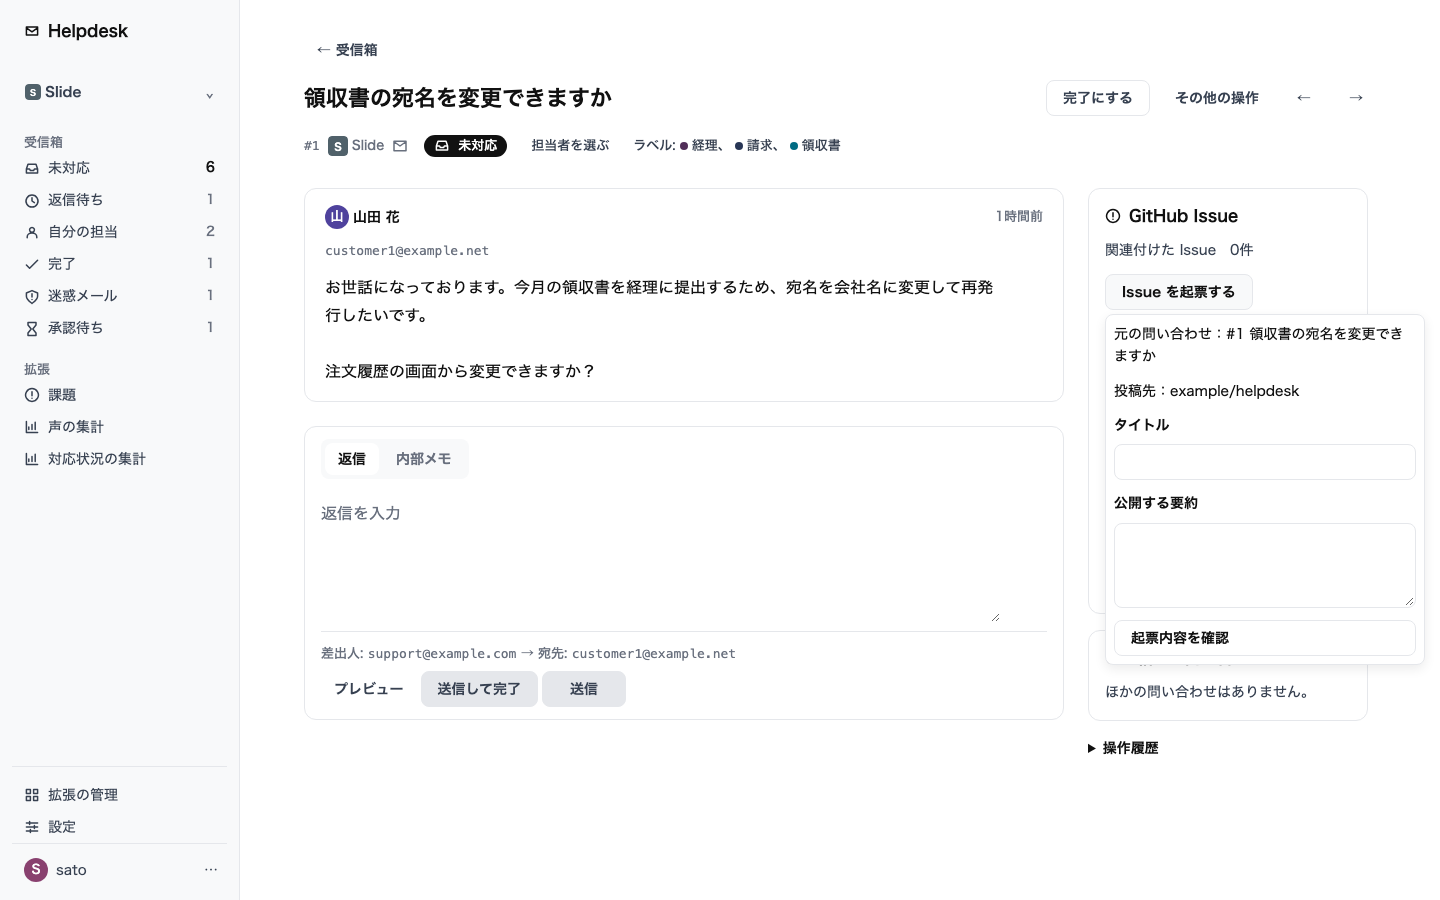 Helpdesk
S Slide
受信箱
未対応 6
返信待ち 1
自分の担当 2
完了 1
迷惑メール 1
承認待ち 1
拡張
課題
声の集計
対応状況の集計
拡張の管理
設定
S sato …
← 受信箱
領収書の宛名を変更できますか
完了にする その他の操作 ← →
#1 S Slide 未対応 担当者を選ぶ ラベル: 経理、 請求、 領収書
山 山田 花 1時間前
customer1@example.net
お世話になっております。今月の領収書を経理に提出するため、宛名を会社名に変更して再発
行したいです。
注文履歴の画面から変更できますか？
返信 内部メモ
返信を入力
差出人: support@example.com → 宛先: customer1@example.net
プレビュー 送信して完了 送信
GitHub Issue
関連付けた Issue 0件
Issue を起票する
元の問い合わせ：#1 領収書の宛名を変更でき
ますか
投稿先：example/helpdesk
タイトル
公開する要約
起票内容を確認
ほかの問い合わせはありません。
▶ 操作履歴